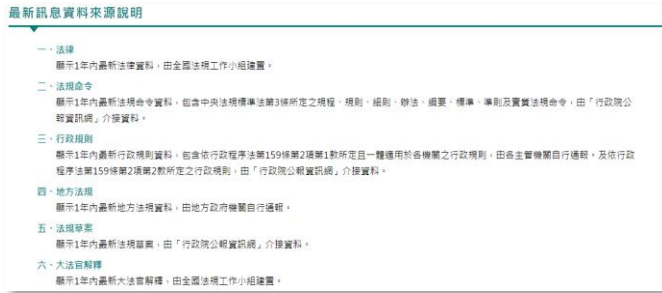 最新訊息資料來源說明
一、法律
顯示1年內最新法律資料，由全國法規工作小組建置。
二、法規命令
顯示1年內最新法規命令資料，包含中央法規標準法第3條所定之規程、規則、細則、辦法、綱要、標準、準則及實質法規命令，由「行政院公
報資訊網」介接資料。
三、行政規則
顯示1年內最新行政規則資料，包含依行政程序法第159條第2項第1款所定且一體適用於各機關之行政規則，由各主管機關自行通報。及依行政
程序法第159條第2項第2款所定之行政規則，由「行政院公報資訊網」介接資料。
四、地方法規
顯示1年內最新地方法規資料，由地方政府機關自行通報。
五、法規草案
顯示1年內最新法規草案，由「行政院公報資訊網」介接資料。
六、大法官解釋
顯示1年內最新大法官解釋，由全國法規工作小組建置。